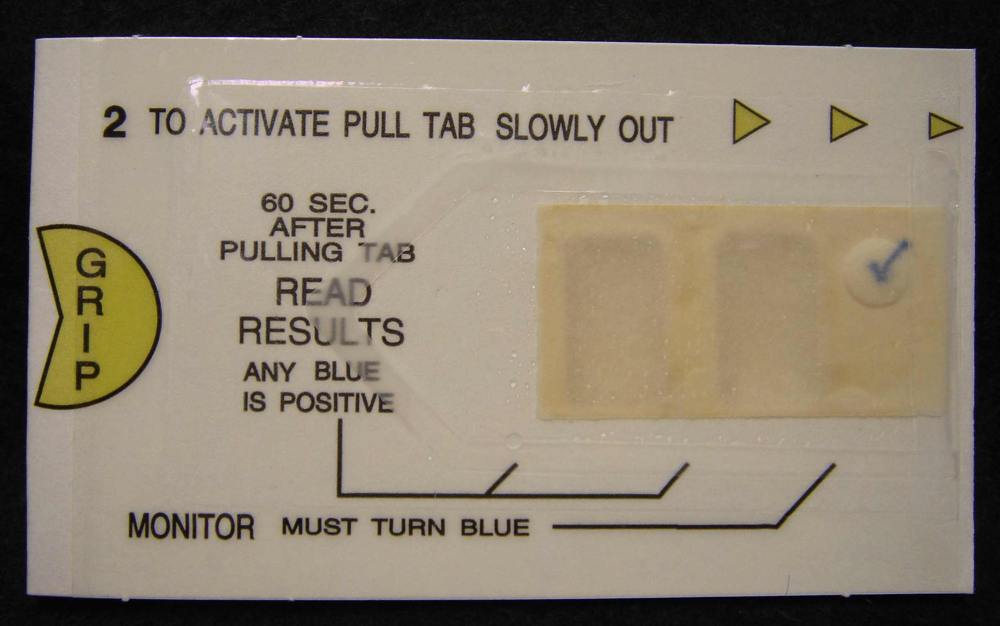 2 TO ACTIVATE PULL TAB SLOWLY OUT
60 SEC.
AFTER
PULLING TAB
READ
RESULTS
ANY BLUE
IS POSITIVE
GRIP
MONITOR MUST TURN BLUE